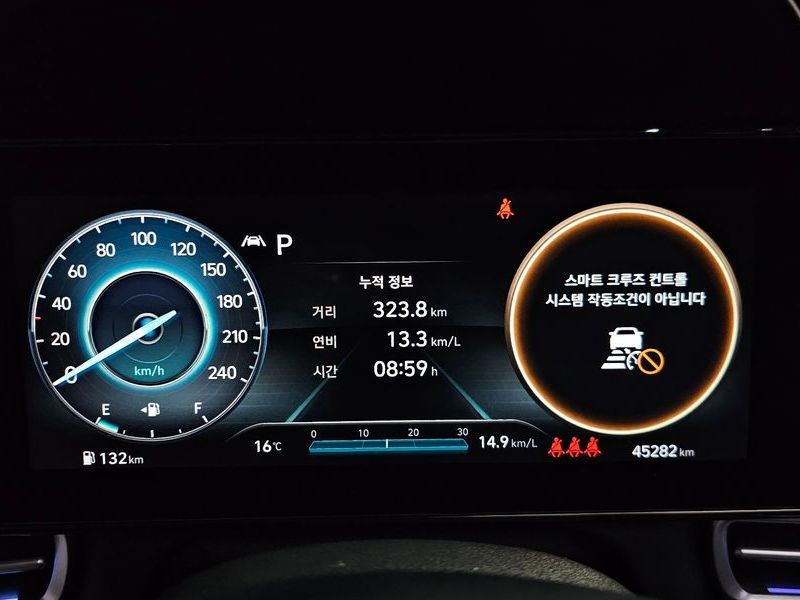 0
20
40
60
80
100
120
150
180
210
240
km/h
E
F
132 km
P
누적 정보
거리 323.8 km
연비 13.3 km/L
시간 08:59 h
16℃
0 10 20 30
14.9 km/L
스마트 크루즈 컨트롤
시스템 작동조건이 아닙니다
45282 km